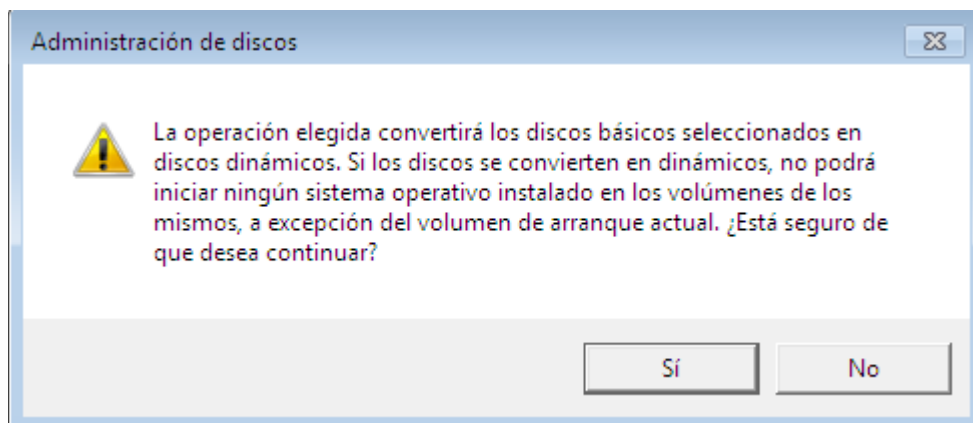 Administración de discos
La operación elegida convertirá los discos básicos seleccionados en
discos dinámicos. Si los discos se convierten en dinámicos, no podrá
iniciar ningún sistema operativo instalado en los volúmenes de los
mismos, a excepción del volumen de arranque actual. ¿Está seguro de
que desea continuar?
Sí
No